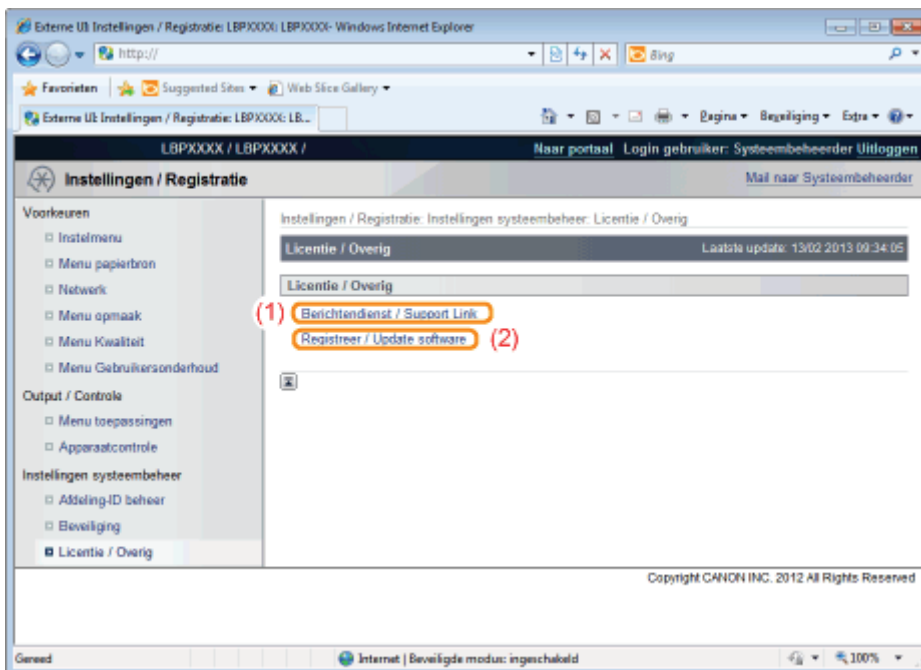 Externe UI: Instellingen / Registratie: LBPXXXX: LBPXXXX- Windows Internet Explorer
http://
Bing
Favorieten
Suggested Sites
Web Slice Gallery
Externe UI: Instellingen / Registratie: LBPXXXX: LB...
Pagina
Beveiliging
Extra
LBPXXXX / LBPXXXX /
Naar portaal Login gebruiker: Systeembeheerder Uitloggen
Instellingen / Registratie
Mail naar Systeembeheerder
Voorkeuren
Instelmenu
Menu papierbron
Netwerk
Menu opmaak
Menu Kwaliteit
Menu Gebruikersonderhoud
Output / Controle
Menu toepassingen
Apparaatcontrole
Instellingen systeembeheer
Afdeling-ID beheer
Beveiliging
Licentie / Overig
Instellingen / Registratie: Instellingen systeembeheer: Licentie / Overig
Licentie / Overig
Laatste update: 13/02 2013 09:34:05
Licentie / Overig
(1) Berichtendienst / Support Link
Registreer / Update software (2)
Copyright CANON INC. 2012 All Rights Reserved
Gereed
Internet | Beveiligde modus: ingeschakeld
100%